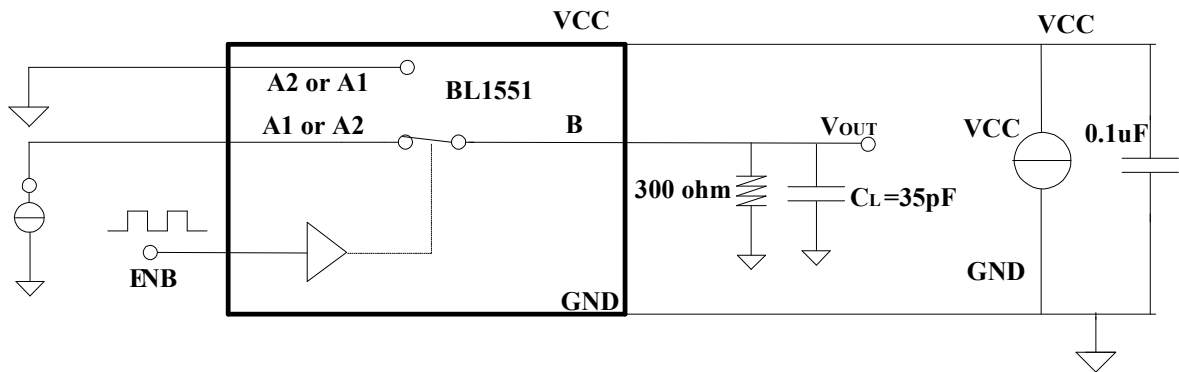 VCC
VCC
A2 or A1
BL1551
A1 or A2
B
VOUT
VCC
0.1uF
300 ohm
CL=35pF
ENB
GND
GND